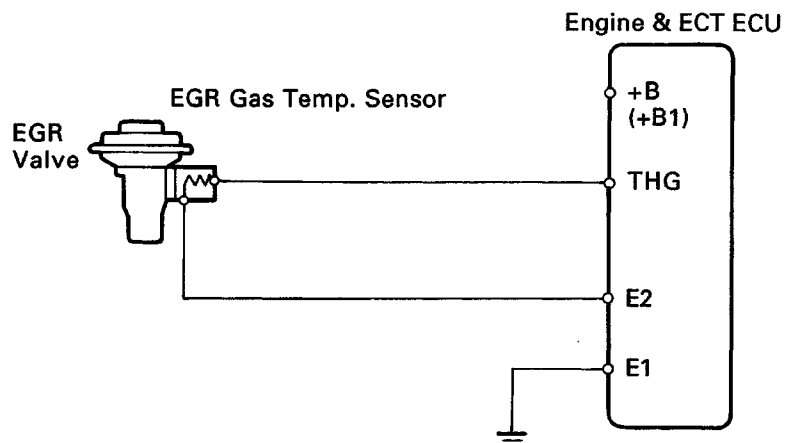 Engine & ECT ECU
+B
(+B1)
EGR Gas Temp. Sensor
EGR
Valve
THG
E2
E1